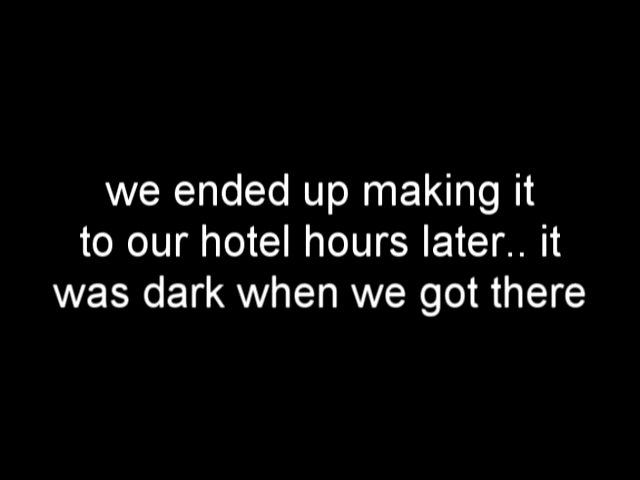 we ended up making it
to our hotel hours later.. it
was dark when we got there